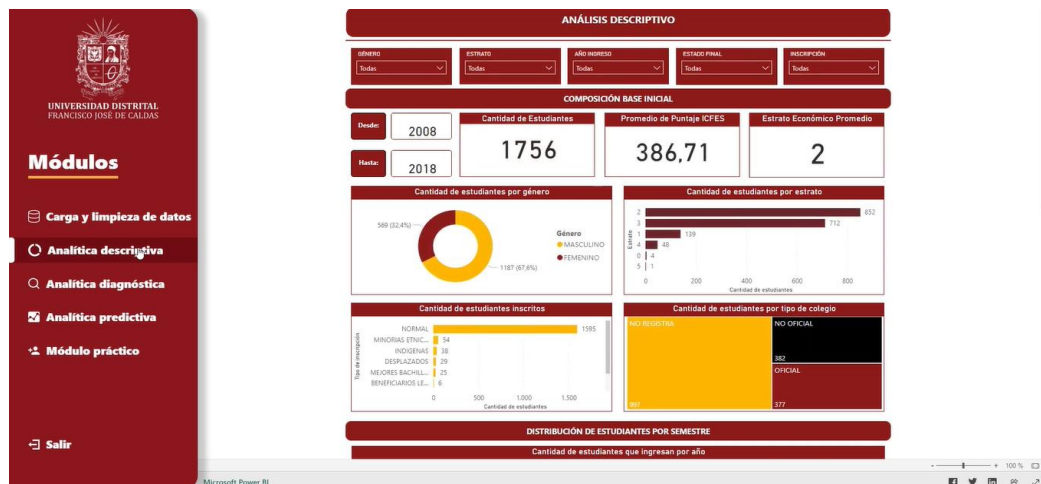 UNIVERSIDAD DISTRITAL
FRANCISCO JOSÉ DE CALDAS
Módulos
Carga y limpieza de datos
Analítica descriptiva
Analítica diagnóstica
Analítica predictiva
Módulo práctico
Salir
ANÁLISIS DESCRIPTIVO
GÉNERO ESTRATO AÑO INGRESO ESTADO FINAL INSCRIPCIÓN
Todas Todas Todas Todas Todas
COMPOSICIÓN BASE INICIAL
Desde: 2008
Hasta: 2018
Cantidad de Estudiantes
1756
Promedio de Puntaje ICFES
386,71
Estrato Económico Promedio
2
Cantidad de estudiantes por género
569 (32,4%)
1187 (67,6%)
Género
MASCULINO
FEMENINO
Cantidad de estudiantes por estrato
Estrato
2 852
3 712
1 139
4 48
0 4
5 1
0 200 400 600 800
Cantidad de estudiantes
Cantidad de estudiantes inscritos
Tipo de inscripción
NORMAL 1595
MINORIAS ETNIC... 54
INDIGENAS 38
DESPLAZADOS 29
MEJORES BACHILL... 25
BENEFICIARIOS LE... 6
0 500 1.000 1.500
Cantidad de estudiantes
Cantidad de estudiantes por tipo de colegio
NO REGISTRA
997
NO OFICIAL
382
OFICIAL
377
DISTRIBUCIÓN DE ESTUDIANTES POR SEMESTRE
Cantidad de estudiantes que ingresan por año
- + 100 %
Microsoft Power BI